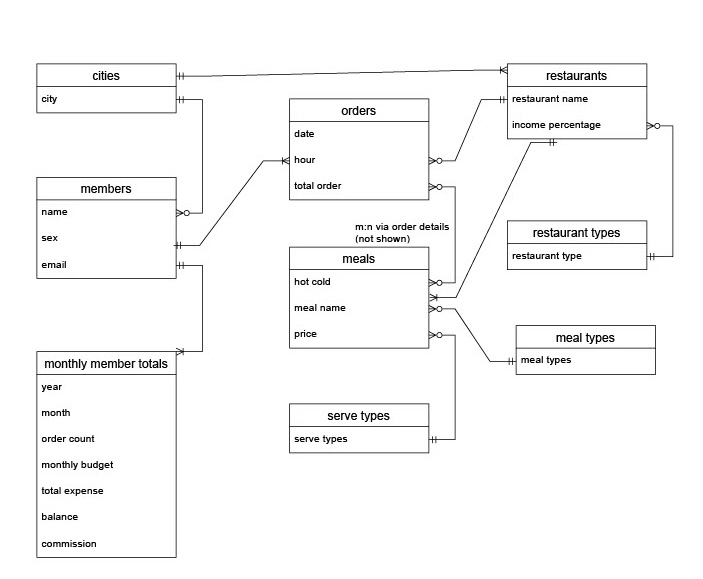 cities
city
members
name
sex
email
monthly member totals
year
month
order count
monthly budget
total expense
balance
commission
orders
date
hour
total order
m:n via order details
(not shown)
meals
hot cold
meal name
price
serve types
serve types
restaurants
restaurant name
income percentage
restaurant types
restaurant type
meal types
meal types